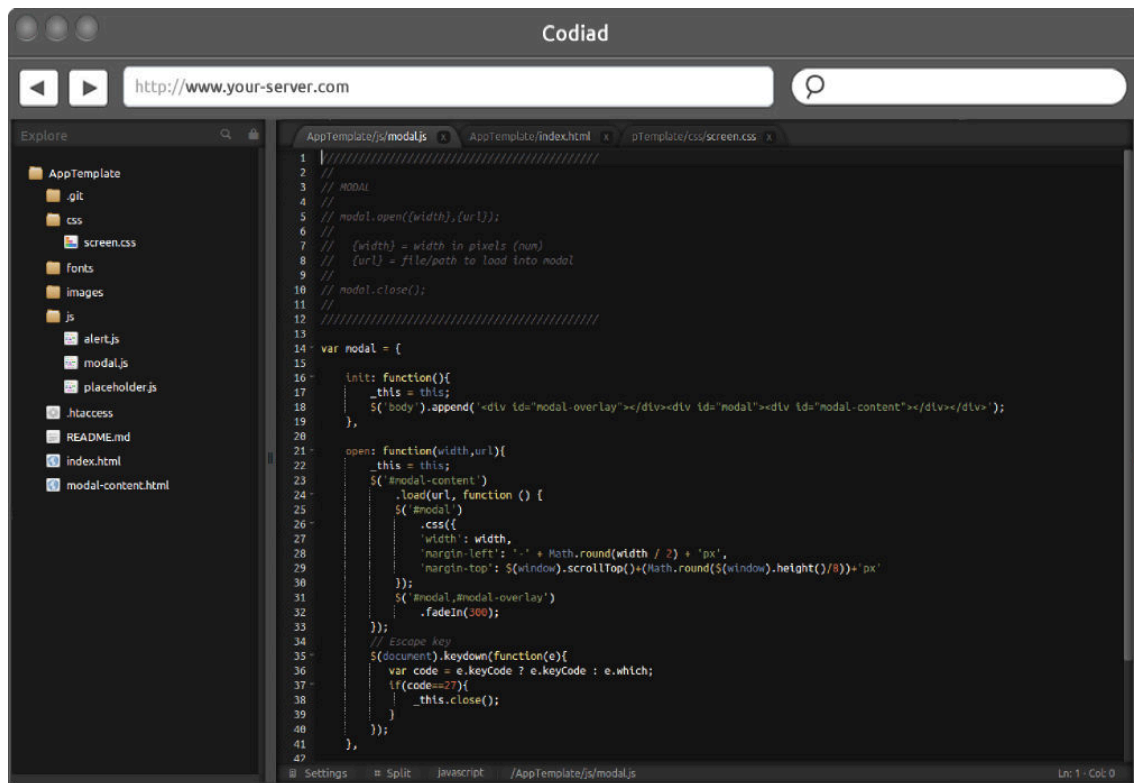 Codiad
http://www.your-server.com
Explore
AppTemplate
.git
css
screen.css
fonts
images
js
alert.js
modal.js
placeholder.js
.htaccess
README.md
index.html
modal-content.html
AppTemplate/js/modal.js x AppTemplate/index.html x pTemplate/css/screen.css x
1 //////////////////////////////////////////////
2 //
3 // MODAL
4 //
5 // modal.open({width},{url});
6 //
7 //   {width} = width in pixels (num)
8 //   {url} = file/path to load into modal
9 //
10 // modal.close();
11 //
12 //////////////////////////////////////////////
13
14 var modal = {
15
16     init: function(){
17         _this = this;
18         $('body').append('<div id="modal-overlay"></div><div id="modal"><div id="modal-content"></div></div>');
19     },
20
21     open: function(width,url){
22         _this = this;
23         $('#modal-content')
24             .load(url, function () {
25             $('#modal')
26                 .css({
27                 'width': width,
28                 'margin-left': '-' + Math.round(width / 2) + 'px',
29                 'margin-top': $(window).scrollTop()+(Math.round($(window).height()/8))+'px'
30             });
31             $('#modal,#modal-overlay')
32                 .fadeIn(300);
33         });
34         // Escape key
35         $(document).keydown(function(e){
36            var code = e.keyCode ? e.keyCode : e.which;
37            if(code==27){
38                _this.close();
39            }
40         });
41     },
42
Settings Split Javascript /AppTemplate/js/modal.js Ln: 1 · Col: 0